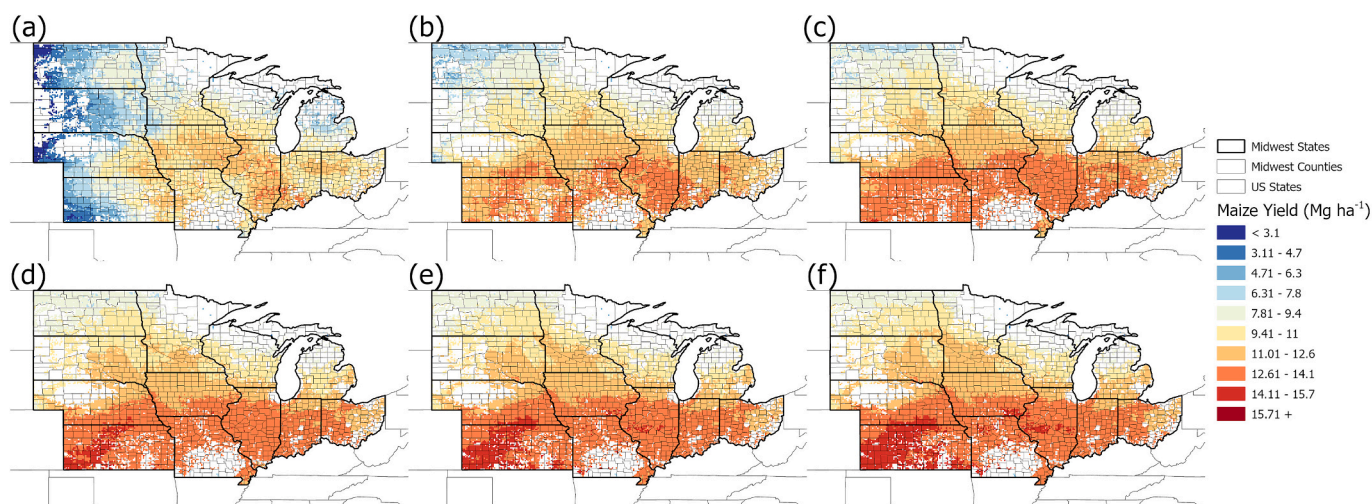 (a)
(b)
(c)
(d)
(e)
(f)
Midwest States
Midwest Counties
US States
Maize Yield (Mg ha⁻¹)
< 3.1
3.11 - 4.7
4.71 - 6.3
6.31 - 7.8
7.81 - 9.4
9.41 - 11
11.01 - 12.6
12.61 - 14.1
14.11 - 15.7
15.71 +